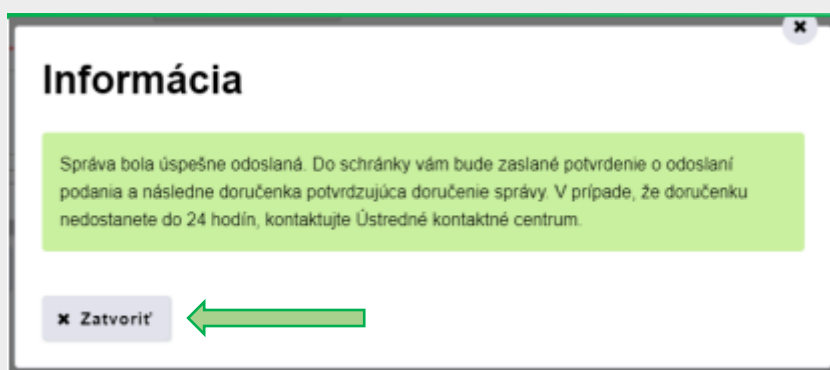 Informácia
Správa bola úspešne odoslaná. Do schránky vám bude zaslané potvrdenie o odoslaní
podania a následne doručenka potvrdzujúca doručenie správy. V prípade, že doručenku
nedostanete do 24 hodín, kontaktujte Ústredné kontaktné centrum.
Zatvoriť